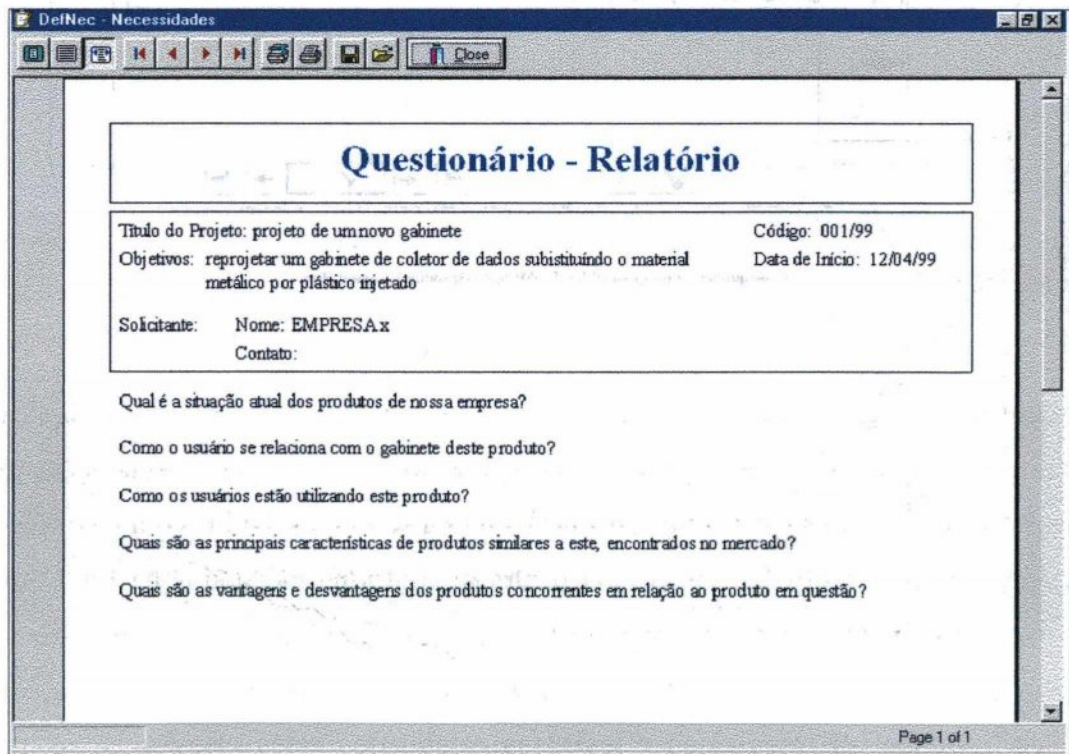 DefNec - Necessidades
Close
Questionário - Relatório
Título do Projeto: projeto de um novo gabinete Código: 001/99
Objetivos: reprojetar um gabinete de coletor de dados subistituíndo o material Data de Início: 12/04/99
metálico por plástico injetado
Solicitante: Nome: EMPRESA x
Contato:
Qual é a situação atual dos produtos de nossa empresa?
Como o usuário se relaciona com o gabinete deste produto?
Como os usuários estão utilizando este produto?
Quais são as principais características de produtos similares a este, encontrados no mercado?
Quais são as vantagens e desvantagens dos produtos concorrentes em relação ao produto em questão?
Page 1 of 1